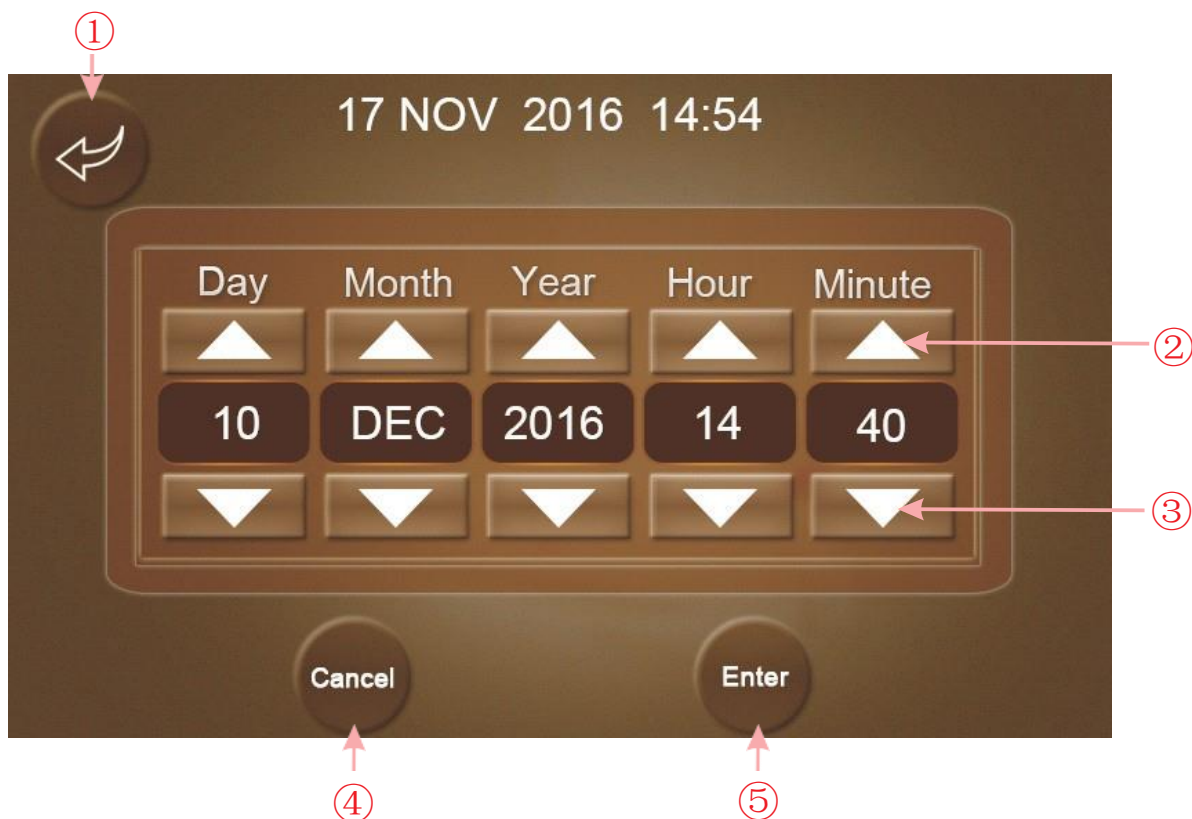 ①
17 NOV 2016 14:54
Day Month Year Hour Minute
②
10 DEC 2016 14 40
③
Cancel Enter
④ ⑤